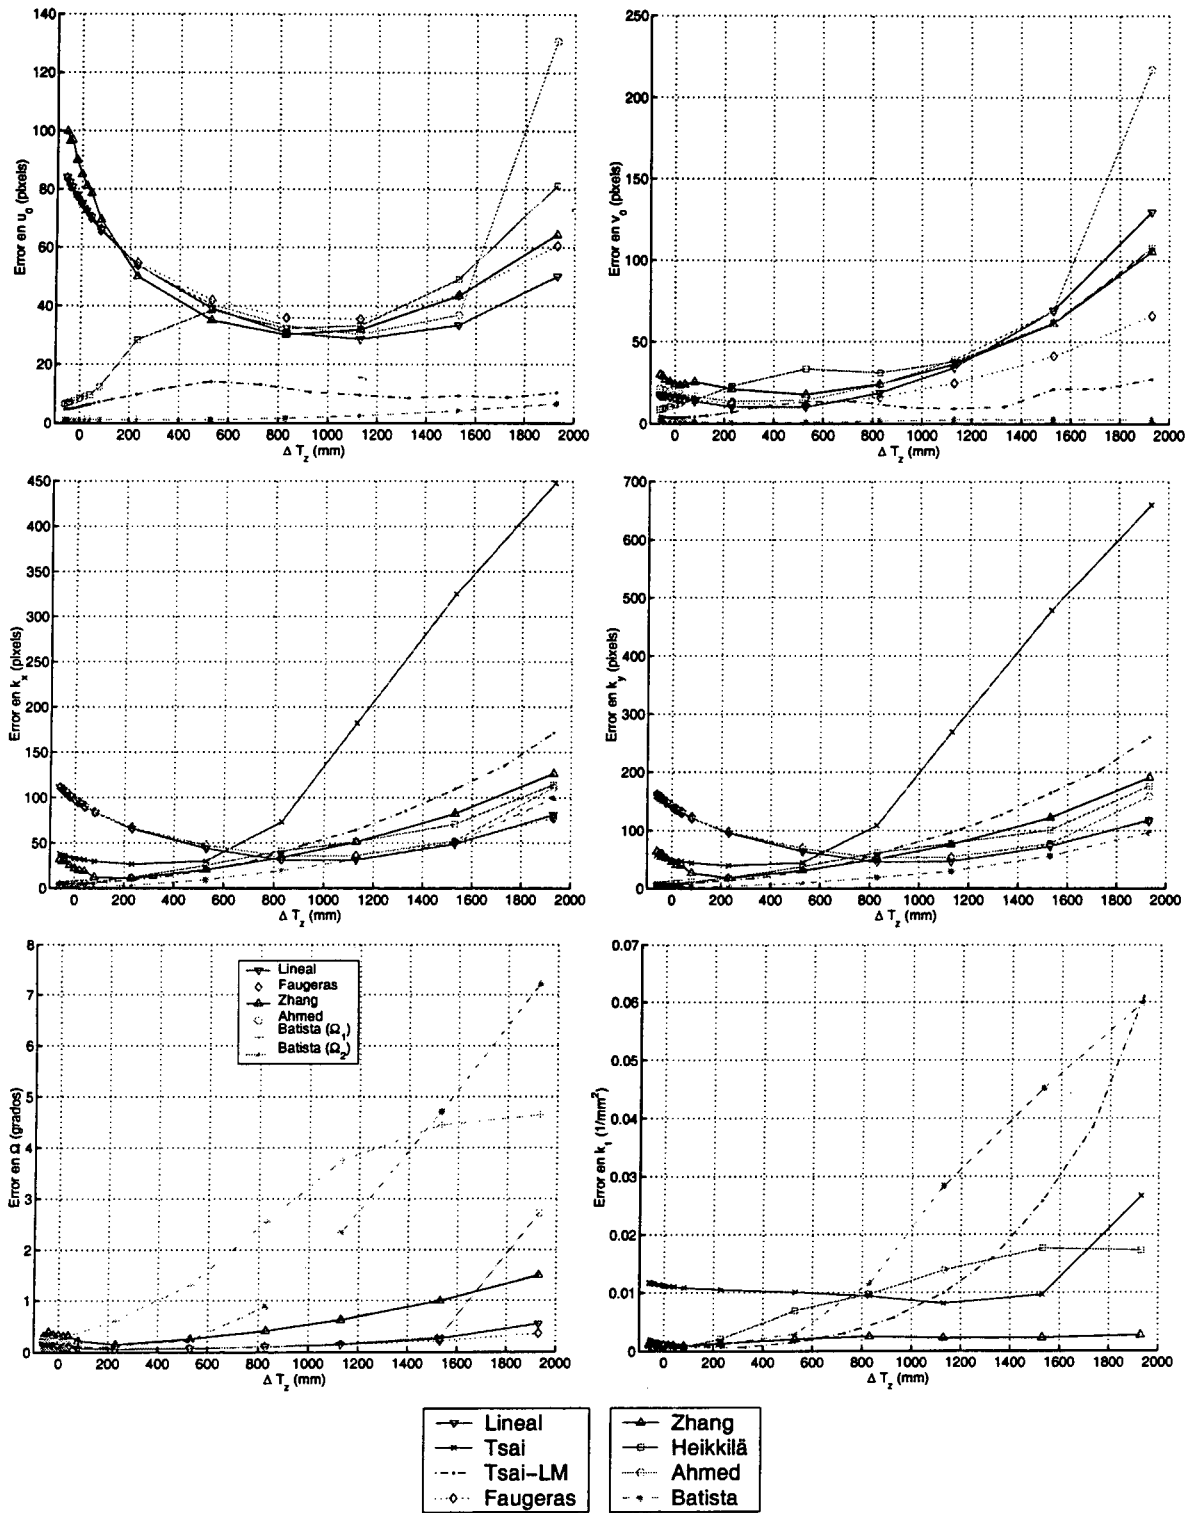 140
120
100
80
60
40
20
0
Error en u0 (pixels)
0 200 400 600 800 1000 1200 1400 1600 1800 2000
Δ Tz (mm)
250
200
150
100
50
0
Error en v0 (pixels)
0 200 400 600 800 1000 1200 1400 1600 1800 2000
Δ Tz (mm)
450
400
350
300
250
200
150
100
50
0
Error en kx (pixels)
0 200 400 600 800 1000 1200 1400 1600 1800 2000
Δ Tz (mm)
700
600
500
400
300
200
100
0
Error en ky (pixels)
0 200 400 600 800 1000 1200 1400 1600 1800 2000
Δ Tz (mm)
8
7
6
5
4
3
2
1
0
Error en Ω (grados)
Lineal
Faugeras
Zhang
Ahmed
Batista (Ω1)
Batista (Ω2)
0 200 400 600 800 1000 1200 1400 1600 1800 2000
Δ Tz (mm)
0.07
0.06
0.05
0.04
0.03
0.02
0.01
0
Error en k1 (1/mm²)
0 200 400 600 800 1000 1200 1400 1600 1800 2000
Δ Tz (mm)
Lineal
Tsai
Tsai-LM
Faugeras
Zhang
Heikkilä
Ahmed
Batista